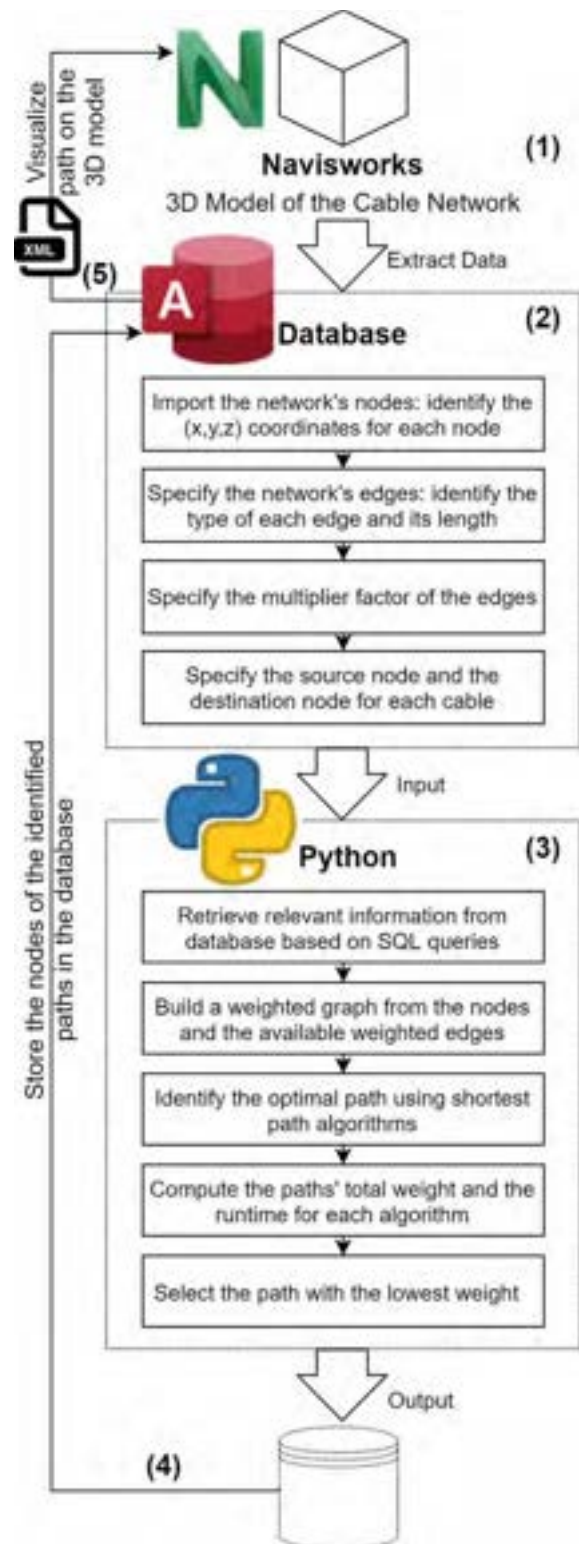 Visualize
path on the
3D model
N
Navisworks
(1)
3D Model of the Cable Network
XML
Extract Data
(5)
A
Database
(2)
Import the network's nodes: identify the
(x,y,z) coordinates for each node
Specify the network's edges: identify the
type of each edge and its length
Specify the multiplier factor of the edges
Specify the source node and the
destination node for each cable
Input
Python
(3)
Retrieve relevant information from
database based on SQL queries
Build a weighted graph from the nodes
and the available weighted edges
Identify the optimal path using shortest
path algorithms
Compute the paths' total weight and the
runtime for each algorithm
Select the path with the lowest weight
Output
(4)
Store the nodes of the identified
paths in the database